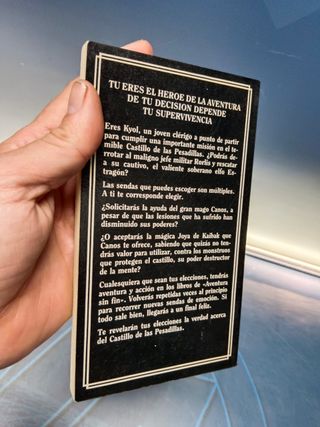 TU ERES EL HEROE DE LA AVENTURA
DE TU DECISION DEPENDE
TU SUPERVIVENCIA
Eres Kyol, un joven clérigo a punto de partir
para cumplir una importante misión en el te-
mible Castillo de las Pesadillas. ¿Podrás de-
rrotar al maligno jefe militar Rorlis y rescatar
a su cautivo, el valiente soberano elfo Es-
tragón?
Las sendas que puedes escoger son múltiples.
A ti te corresponde elegir.
¿Solicitarás la ayuda del gran mago Canos, a
pesar de que las lesiones que ha sufrido han
disminuido sus poderes?
¿O aceptarás la mágica Joya de Kaibuk que
Canos te ofrece, sabiendo que quizás no ten-
drás valor para utilizar, contra los monstruos
que protegen el castillo, su poder destructor
de la mente?
Cualesquiera que sean tus elecciones, tendrás
aventura y acción en los libros de «Aventura
sin fin». Volverás repetidas veces al principio
para recorrer nuevas sendas de emoción. Si
todo sale bien, llegarás a un final feliz.
Te revelarán tus elecciones la verdad acerca
del Castillo de las Pesadillas.